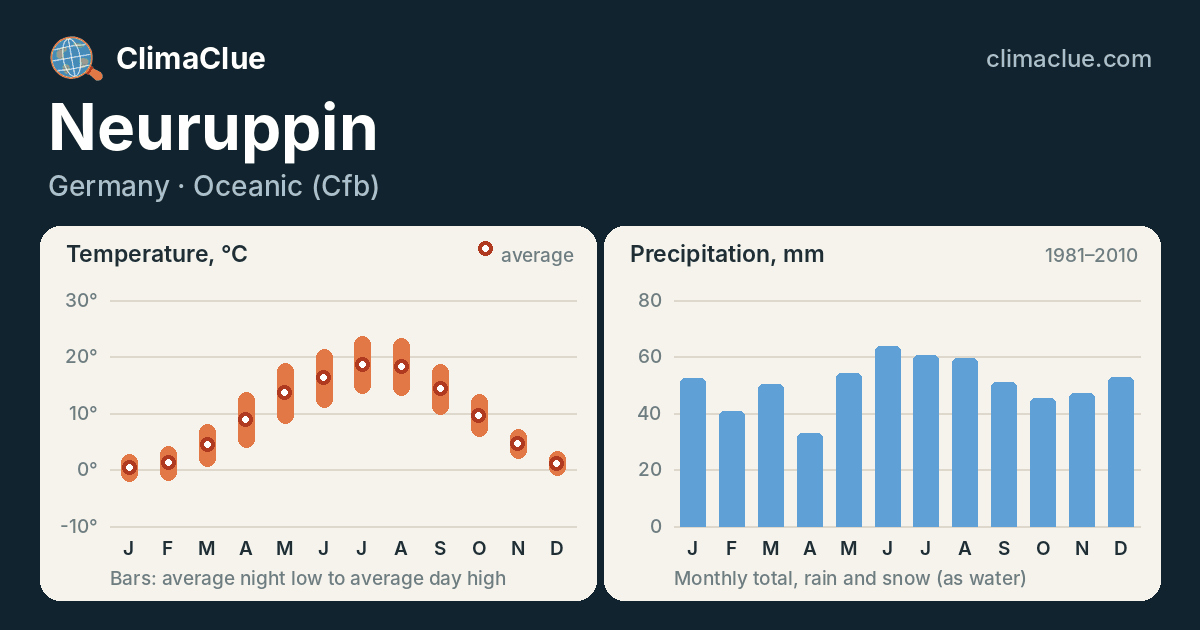 ClimaClue
climaclue.com
Neuruppin
Germany · Oceanic (Cfb)
Temperature, °C
average
30°
20°
10°
0°
-10°
J F M A M J J A S O N D
Bars: average night low to average day high
Precipitation, mm
1981–2010
80
60
40
20
0
J F M A M J J A S O N D
Monthly total, rain and snow (as water)